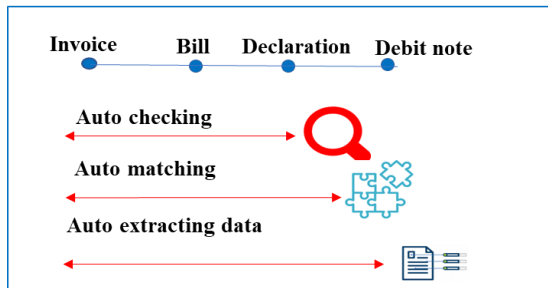 Invoice Bill Declaration Debit note
Auto checking
Auto matching
Auto extracting data